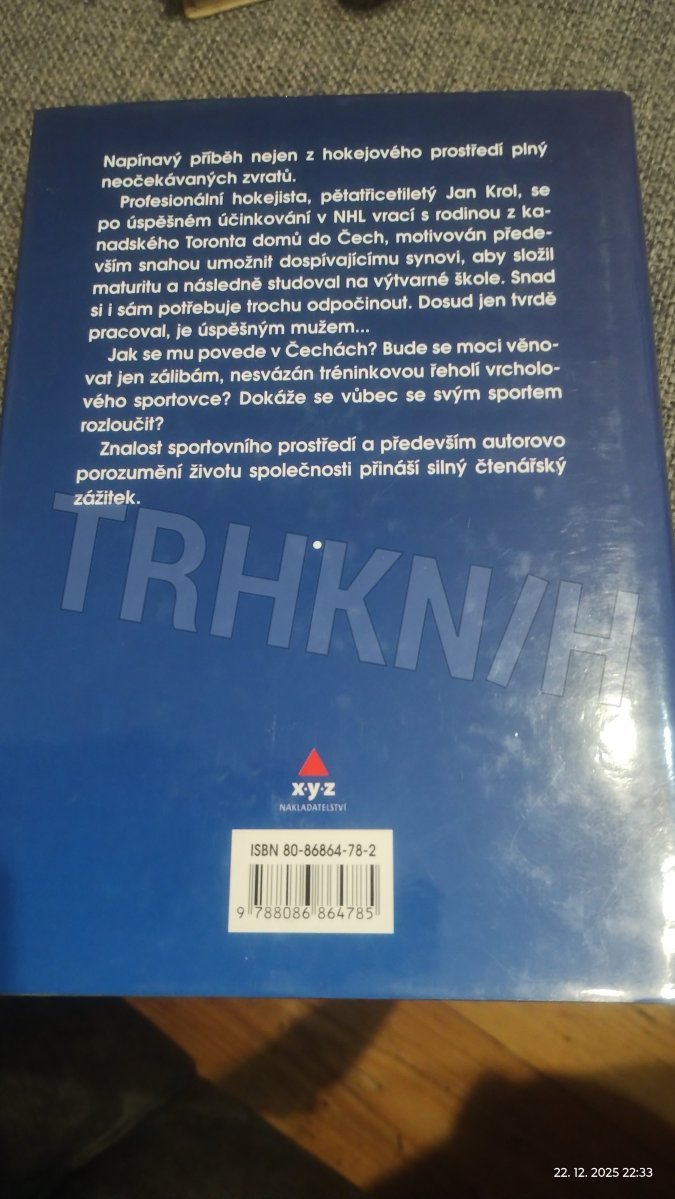 Napínavý příběh nejen z hokejového prostředí plný
neočekávaných zvratů.
Profesionální hokejista, pětatřicetiletý Jan Krol, se
po úspěšném účinkování v NHL vrací s rodinou z ka-
nadského Toronta domů do Čech, motivován přede-
vším snahou umožnit dospívajícímu synovi, aby složil
maturitu a následně studoval na výtvarné škole. Snad
si i sám potřebuje trochu odpočinout. Dosud jen tvrdě
pracoval, je úspěšným mužem...
Jak se mu povede v Čechách? Bude se moci věno-
vat jen zálibám, nesvázán tréninkovou řeholí vrcholo-
vého sportovce? Dokáže se vůbec se svým sportem
rozloučit?
Znalost sportovního prostředí a především autorovo
porozumění životu společnosti přináší silný čtenářský
zážitek.
TRHKN/H
x·y·z
NAKLADATELSTVÍ
ISBN 80-86864-78-2
9 788086 864785
22. 12. 2025 22:33